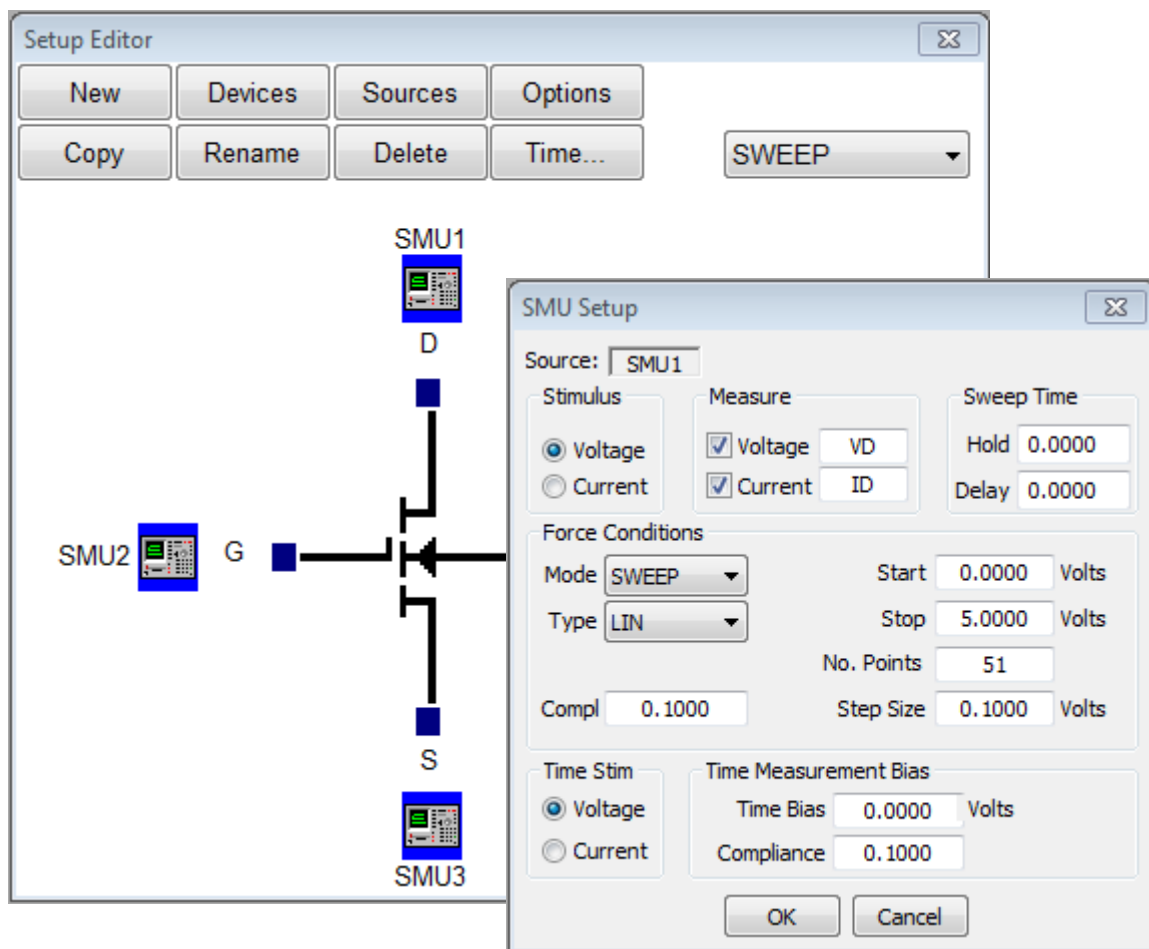 Setup Editor
New Devices Sources Options
Copy Rename Delete Time...
SWEEP
SMU1
D
SMU2 G
S
SMU3
SMU Setup
Source: SMU1
Stimulus
Voltage
Current
Measure
Voltage VD
Current ID
Sweep Time
Hold 0.0000
Delay 0.0000
Force Conditions
Mode SWEEP Start 0.0000 Volts
Type LIN Stop 5.0000 Volts
No. Points 51
Compl 0.1000 Step Size 0.1000 Volts
Time Stim
Voltage
Current
Time Measurement Bias
Time Bias 0.0000 Volts
Compliance 0.1000
OK Cancel